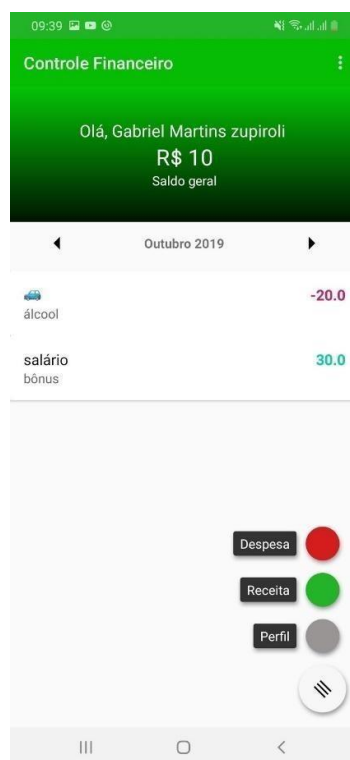 09:39
Controle Financeiro
Olá, Gabriel Martins zupiroli
R$ 10
Saldo geral
Outubro 2019
-20.0
álcool
salário
30.0
bônus
Despesa
Receita
Perfil